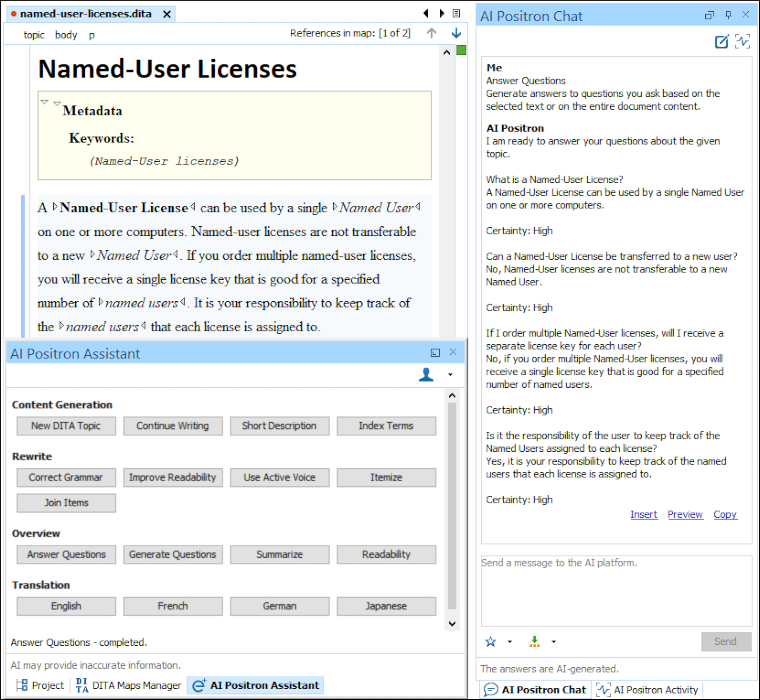 named-user-licenses.dita
topic body p
References in map: [1 of 2]
Named-User Licenses
Metadata
Keywords:
(Named-User licenses)
A Named-User License can be used by a single Named User
on one or more computers. Named-user licenses are not transferable
to a new Named User. If you order multiple named-user licenses,
you will receive a single license key that is good for a specified
number of named users. It is your responsibility to keep track of
the named users that each license is assigned to.
AI Positron Assistant
Content Generation
New DITA Topic
Continue Writing
Short Description
Index Terms
Rewrite
Correct Grammar
Improve Readability
Use Active Voice
Itemize
Join Items
Overview
Answer Questions
Generate Questions
Summarize
Readability
Translation
English
French
German
Japanese
Answer Questions - completed.
AI may provide inaccurate information.
Project
DITA
DITA Maps Manager
AI Positron Assistant
AI Positron Chat
Me
Answer Questions
Generate answers to questions you ask based on the
selected text or on the entire document content.
AI Positron
I am ready to answer your questions about the given
topic.
What is a Named-User License?
A Named-User License can be used by a single Named User
on one or more computers.
Certainty: High
Can a Named-User License be transferred to a new user?
No, Named-User licenses are not transferable to a new
Named User.
Certainty: High
If I order multiple Named-User licenses, will I receive a
separate license key for each user?
No, if you order multiple Named-User licenses, you will
receive a single license key that is good for a specified
number of named users.
Certainty: High
Is it the responsibility of the user to keep track of the
Named Users assigned to each license?
Yes, it is your responsibility to keep track of the named
users that each license is assigned to.
Certainty: High
Insert Preview Copy
Send a message to the AI platform.
Send
The answers are AI-generated.
AI Positron Chat
AI Positron Activity